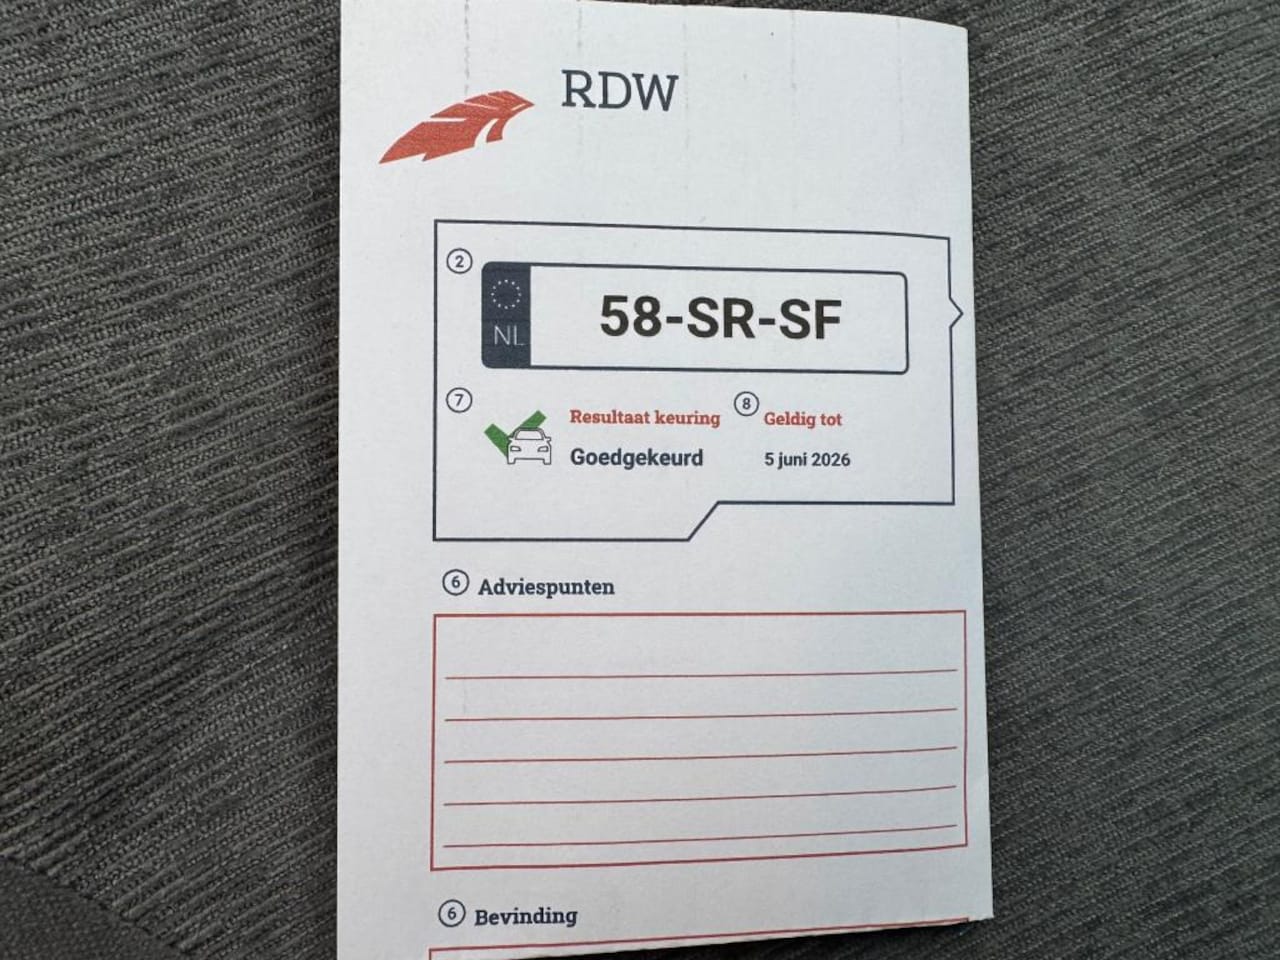 RDW
2
NL
58-SR-SF
7
Resultaat keuring
8
Geldig tot
Goedgekeurd
5 juni 2026
6 Adviespunten
6 Bevinding